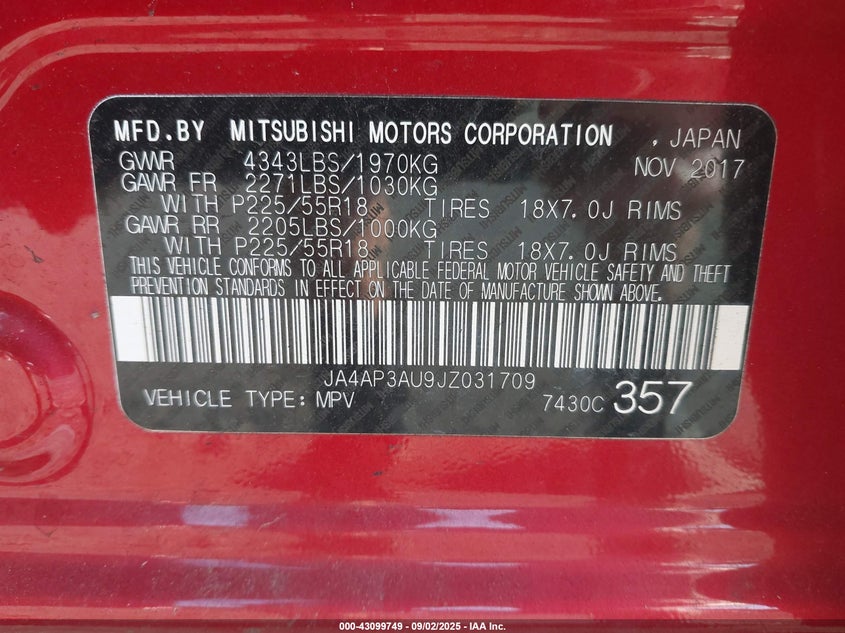 MFD.BY MITSUBISHI MOTORS CORPORATION , JAPAN
GVWR 4343LBS/1970KG NOV 2017
GAWR FR 2271LBS/1030KG
WITH P225/55R18 TIRES 18X7.0J RIMS
GAWR RR 2205LBS/1000KG
WITH P225/55R18 TIRES 18X7.0J RIMS
THIS VEHICLE CONFORMS TO ALL APPLICABLE FEDERAL MOTOR VEHICLE SAFETY AND THEFT
PREVENTION STANDARDS IN EFFECT ON THE DATE OF MANUFACTURE SHOWN ABOVE.
JA4AP3AU9JZ031709
VEHICLE TYPE: MPV 7430C 357
000-43099749 - 09/02/2025 - IAA Inc.